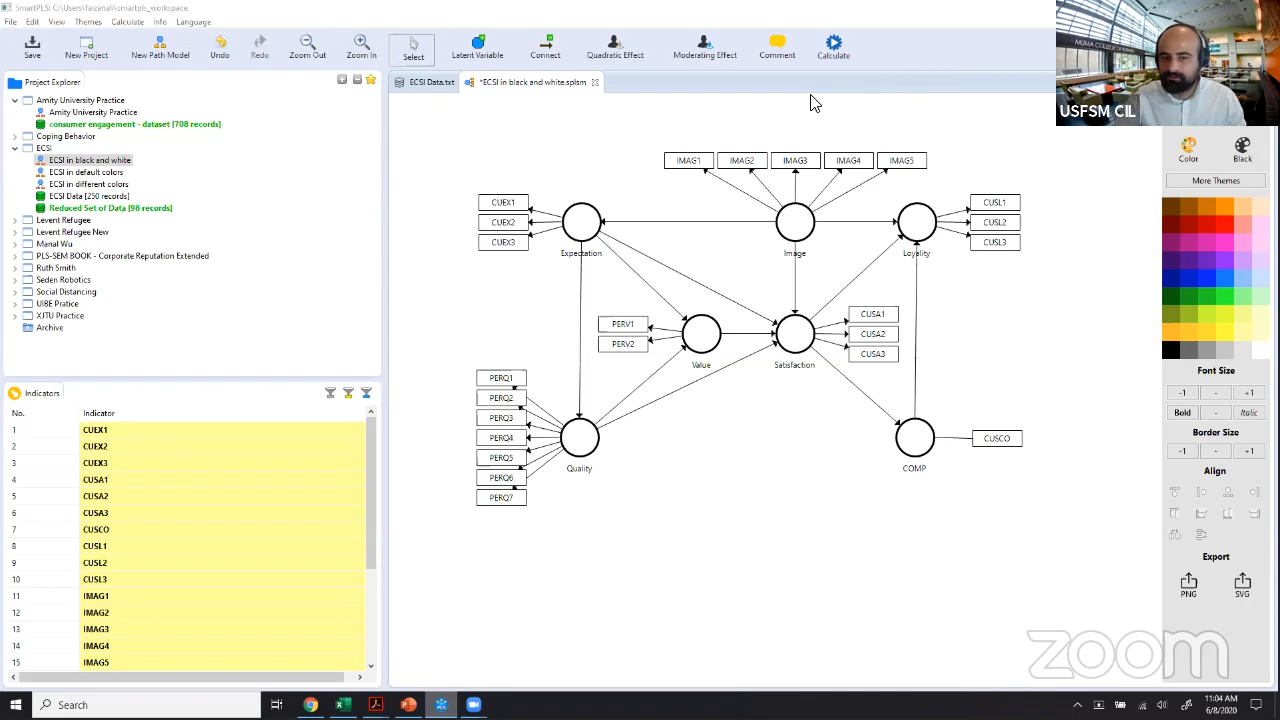 SmartPLS: C:\Users\faizanali\smartpls_workspace
File Edit View Themes Calculate Info Language
Save New Project New Path Model Undo Redo Zoom Out Zoom In
Select Latent Variable Connect Quadratic Effect Moderating Effect Comment Calculate
Project Explorer
ECSI Data.txt *ECSI in black and white.splsm
Amity University Practice
Amity University Practice
consumer engagement - dataset [708 records]
Coping Behavior
ECSI
ECSI in black and white
ECSI in default colors
ECSI in different colors
ECSI Data [250 records]
Reduced Set of Data [98 records]
Levent Refugee
Levent Refugee New
Manal Wu
PLS-SEM BOOK - Corporate Reputation Extended
Ruth Smith
Seden Robotics
Social Distancing
UIBE Pratice
XJTU Practice
Archive
Indicators
No. Indicator
1 CUEX1
2 CUEX2
3 CUEX3
4 CUSA1
5 CUSA2
6 CUSA3
7 CUSCO
8 CUSL1
9 CUSL2
10 CUSL3
11 IMAG1
12 IMAG2
13 IMAG3
14 IMAG4
15 IMAG5
IMAG1 IMAG2 IMAG3 IMAG4 IMAG5
CUEX1
CUEX2
CUEX3
Expectation
Image
CUSL1
CUSL2
CUSL3
Loyality
PERV1
PERV2
Value
Satisfaction
CUSA1
CUSA2
CUSA3
PERQ1
PERQ2
PERQ3
PERQ4
PERQ5
PERQ6
PERQ7
Quality
COMP
CUSCO
USFSM CIL
Color Black
More Themes
Font Size
-1 - +1
Bold - Italic
Border Size
-1 - +1
Align
Export
PNG SVG
zoom
Search
11:04 AM
6/8/2020